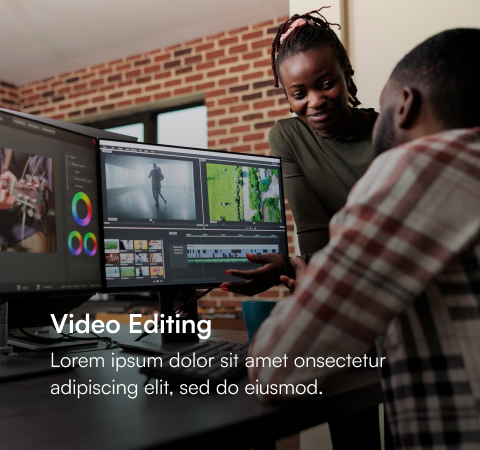 Video Editing
Lorem ipsum dolor sit amet onsectetur
adipiscing elit, sed do eiusmod.